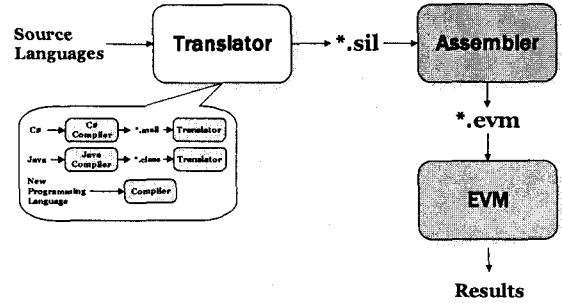 Source
Languages
Translator
*.sil
Assembler
C#
C#
Compiler
*.msil
Translator
Java
Java
Compiler
*.class
Translator
New
Programming
Language
Compiler
*.evm
EVM
Results